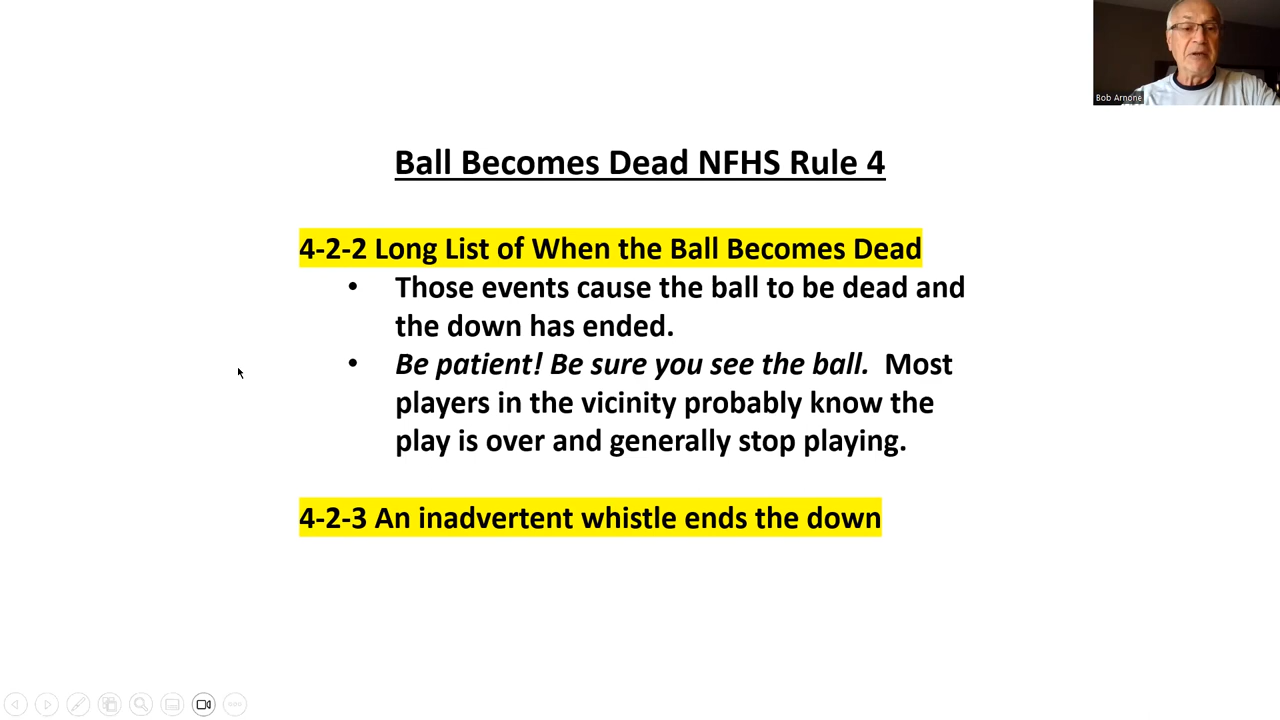 Bob Arnone
Ball Becomes Dead NFHS Rule 4
4-2-2 Long List of When the Ball Becomes Dead
• Those events cause the ball to be dead and
the down has ended.
• Be patient! Be sure you see the ball. Most
players in the vicinity probably know the
play is over and generally stop playing.
4-2-3 An inadvertent whistle ends the down